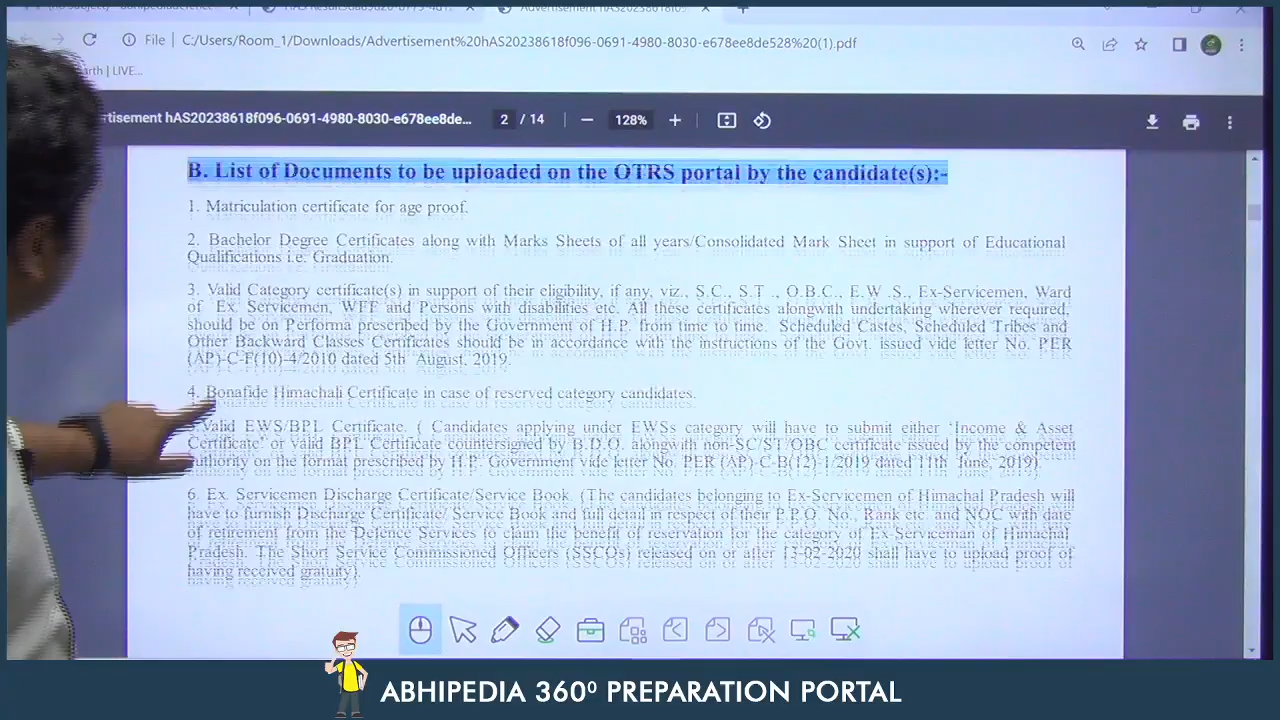 Advertisement hAS20238618f09
File
C:/Users/Room_1/Downloads/Advertisement%20hAS20238618f096-0691-4980-8030-e678ee8de528%20(1).pdf
arth | LIVE...
rtisement hAS20238618f096-0691-4980-8030-e678ee8de...
2 / 14
128%
B. List of Documents to be uploaded on the OTRS portal by the candidate(s):-
1. Matriculation certificate for age proof.
2. Bachelor Degree Certificates along with Marks Sheets of all years/Consolidated Mark Sheet in support of Educational
Qualifications i.e. Graduation.
3. Valid Category certificate(s) in support of their eligibility, if any, viz., S.C., S.T ., O.B.C., E.W .S., Ex-Servicemen, Ward
of Ex. Servicemen, WFF and Persons with disabilities etc. All these certificates alongwith undertaking wherever required,
should be on Performa prescribed by the Government of H.P. from time to time. Scheduled Castes, Scheduled Tribes and
Other Backward Classes Certificates should be in accordance with the instructions of the Govt. issued vide letter No. PER
(AP)-C-F(10)-4/2010 dated 5th August, 2019.
4. Bonafide Himachali Certificate in case of reserved category candidates.
Valid EWS/BPL Certificate. ( Candidates applying under EWSs category will have to submit either 'Income & Asset
Certificate' or valid BPL Certificate countersigned by B.D.O. alongwith non-SC/ST/OBC certificate issued by the competent
authority on the format prescribed by H.P. Government vide letter No. PER (AP)-C-B(12)-1/2019 dated 11th June, 2019).
6. Ex. Servicemen Discharge Certificate/Service Book. (The candidates belonging to Ex-Servicemen of Himachal Pradesh will
have to furnish Discharge Certificate/ Service Book and full detail in respect of their P.P.O. No., Rank etc. and NOC with date
of retirement from the Defence Services to claim the benefit of reservation for the category of Ex-Serviceman of Himachal
Pradesh. The Short Service Commissioned Officers (SSCOs) released on or after 13-02-2020 shall have to upload proof of
having received gratuity).
ABHIPEDIA 360⁰ PREPARATION PORTAL